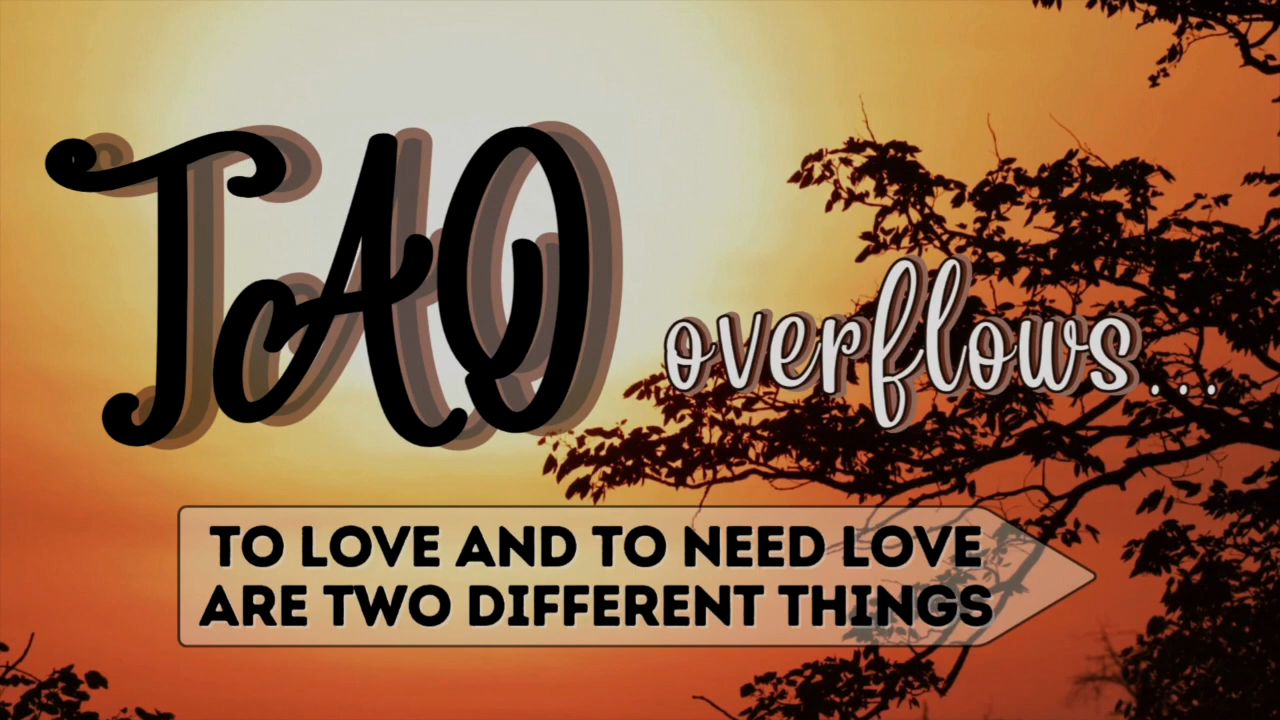 TAO
overflows...
TO LOVE AND TO NEED LOVE
ARE TWO DIFFERENT THINGS